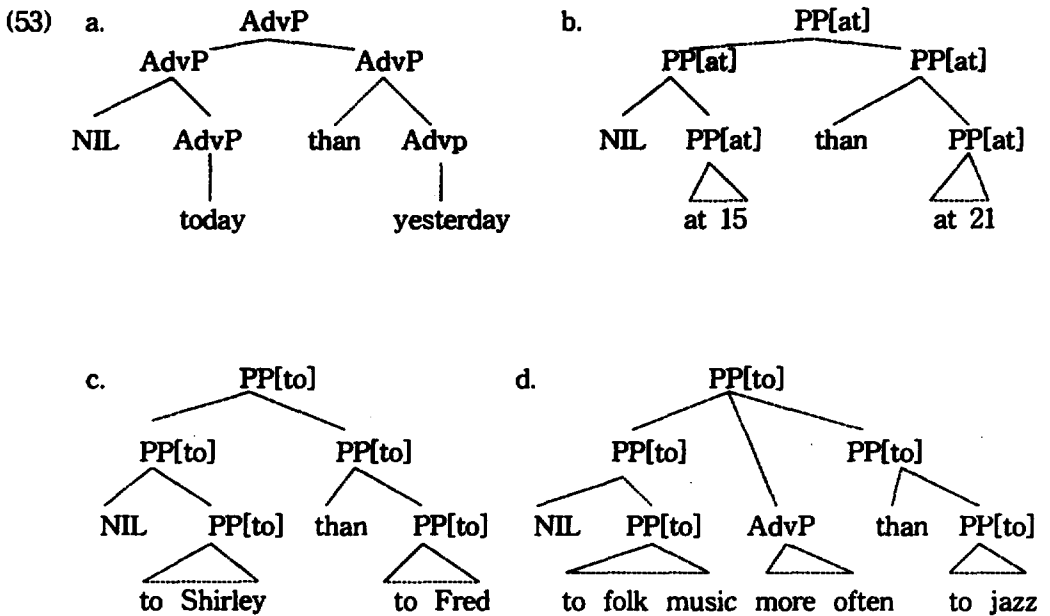 (53) a. AdvP b. PP[at]
AdvP AdvP PP[at] PP[at]
NIL AdvP than Advp NIL PP[at] than PP[at]
today yesterday at 15 at 21
c. PP[to] d. PP[to]
PP[to] PP[to] PP[to] PP[to]
NIL PP[to] than PP[to] NIL PP[to] AdvP than PP[to]
to Shirley to Fred to folk music more often to jazz